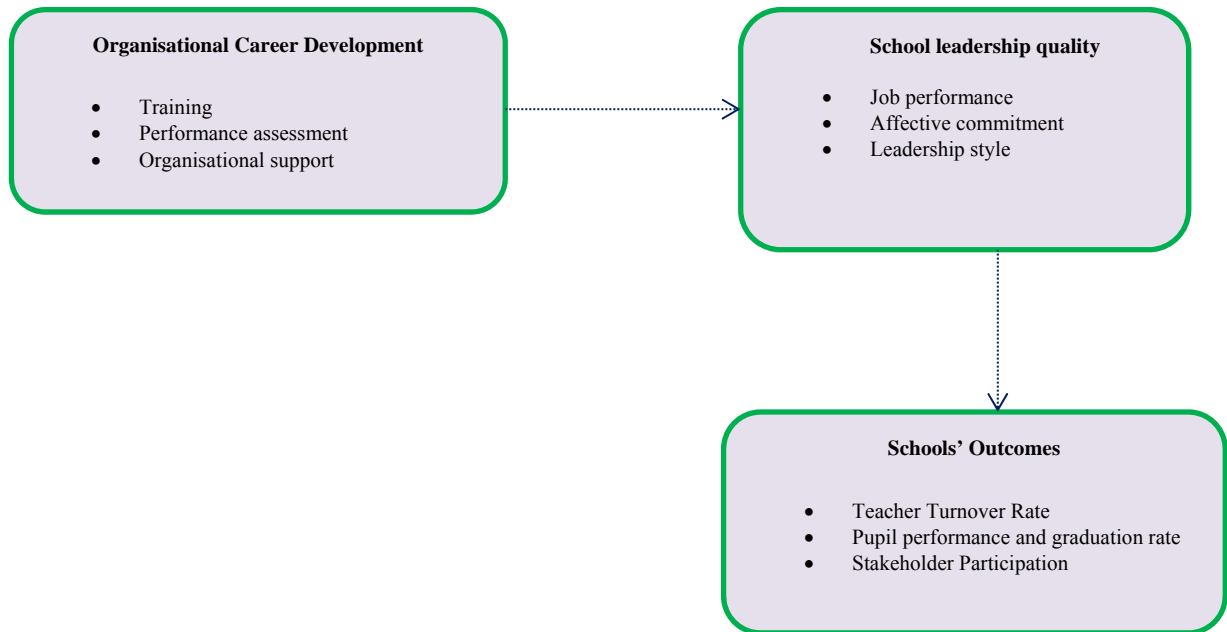 Organisational Career Development
• Training
• Performance assessment
• Organisational support
School leadership quality
• Job performance
• Affective commitment
• Leadership style
Schools’ Outcomes
• Teacher Turnover Rate
• Pupil performance and graduation rate
• Stakeholder Participation